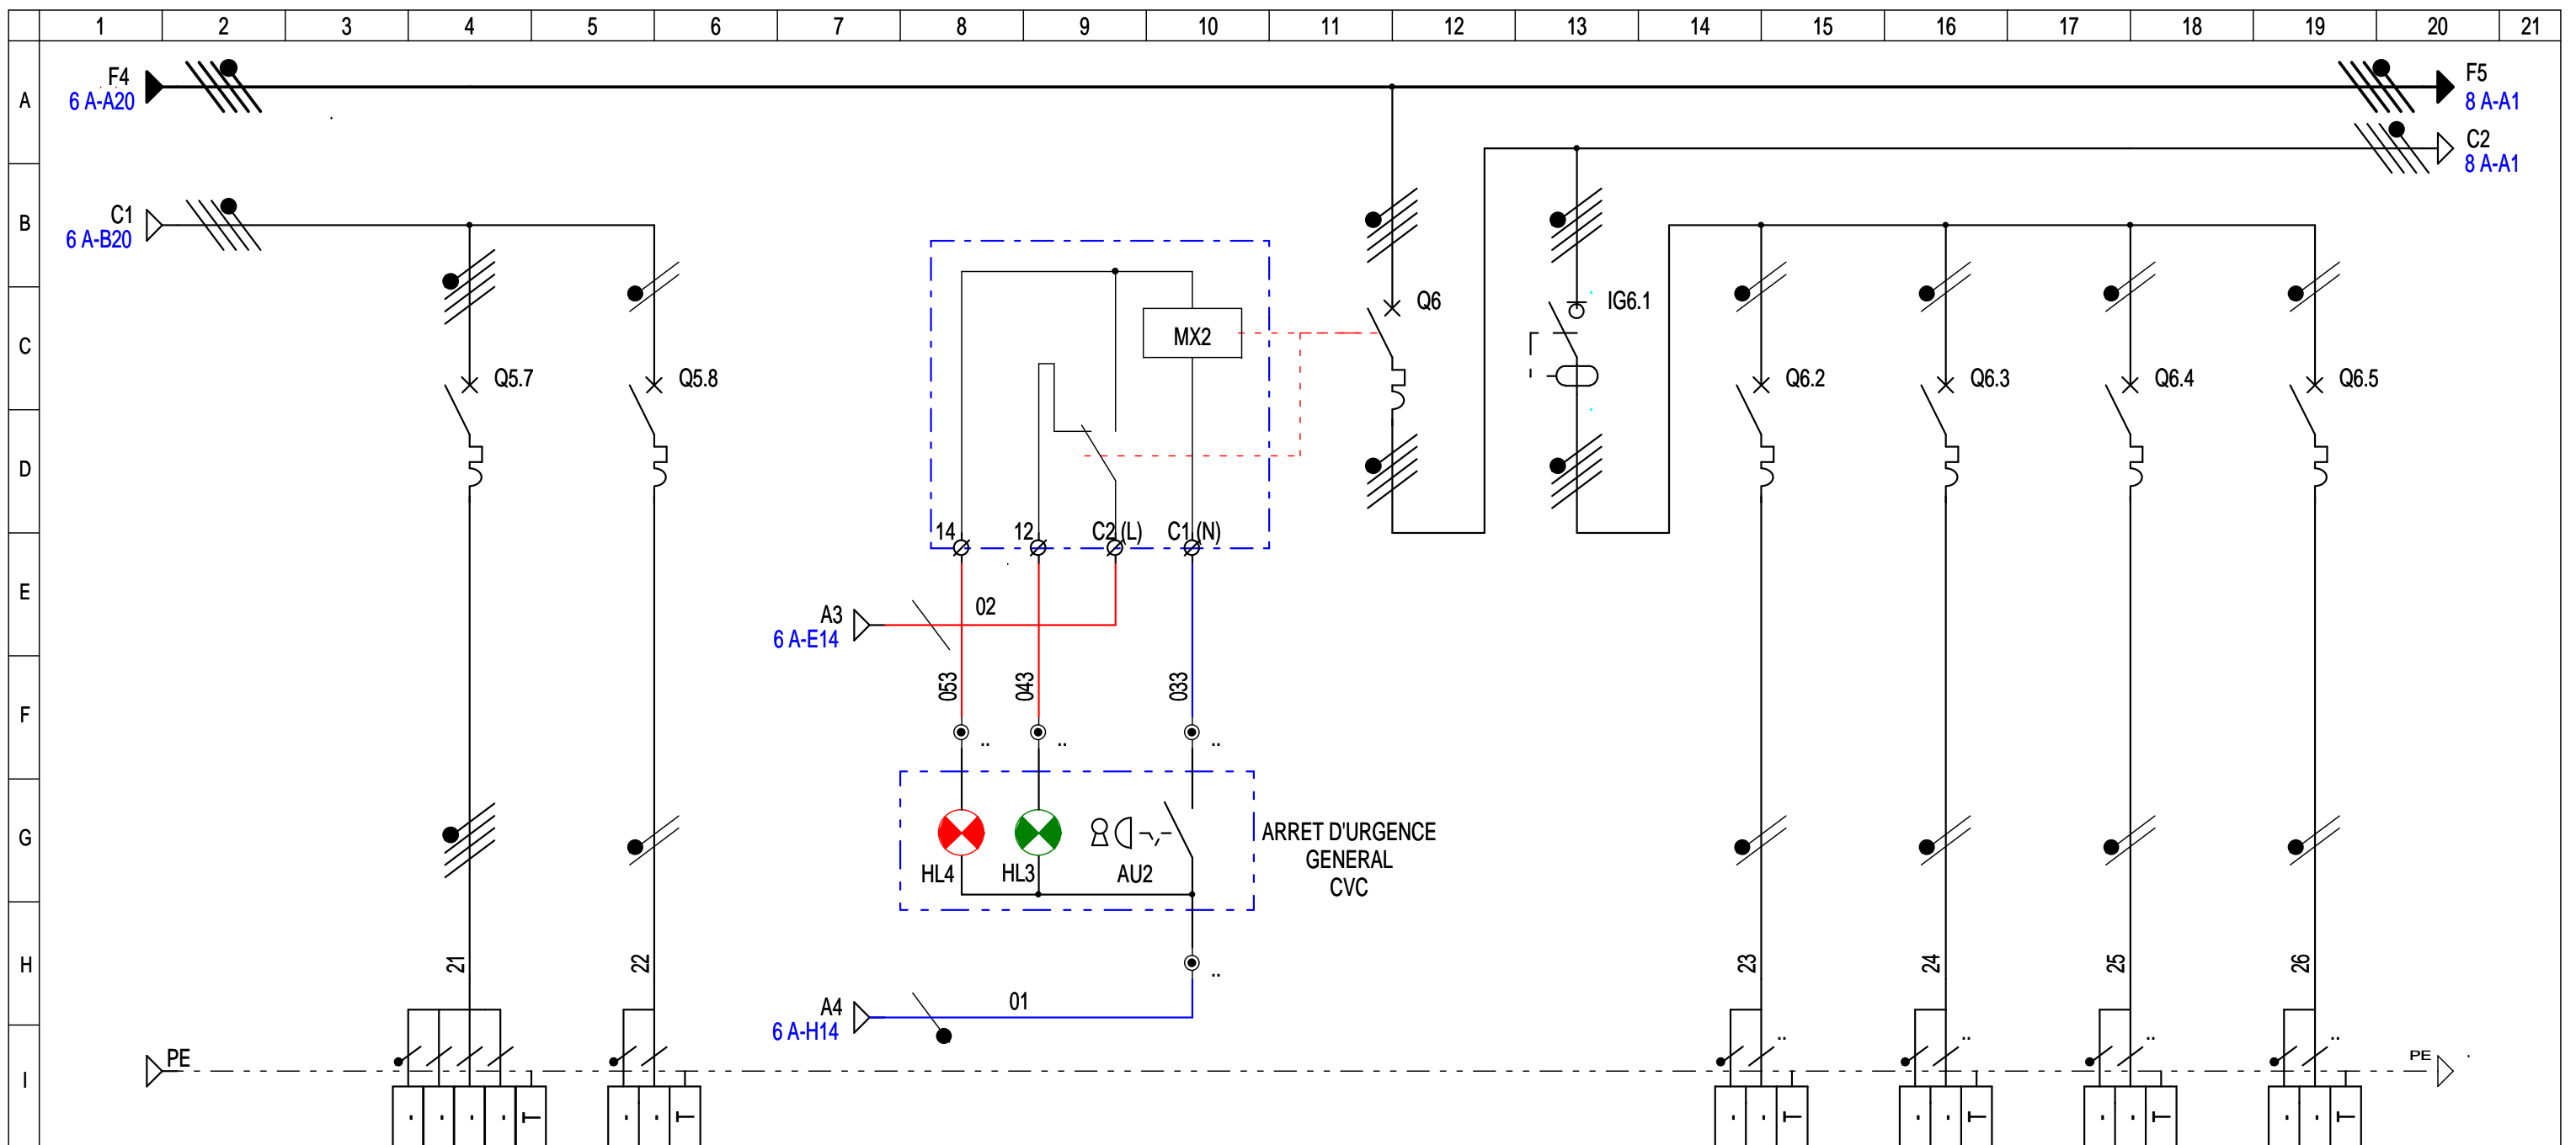 1 2 3 4 5 6 7 8 9 10 11 12 13 14 15 16 17 18 19 20 21
A
F4
6 A-A20
F5
8 A-A1
C2
8 A-A1
B
C1
6 A-B20
C
Q6
IG6.1
MX2
Q5.7
Q5.8
Q6.2
Q6.3
Q6.4
Q6.5
D
14
12
C2 (L)
C1 (N)
E
A3
6 A-E14
02
F
053
043
033
..
..
..
G
ARRET D'URGENCE
GENERAL
CVC
HL4
HL3
AU2
H
21
22
23
24
25
26
..
A4
6 A-H14
01
I
PE
..
..
..
..
PE
T
T
T
T
T
T